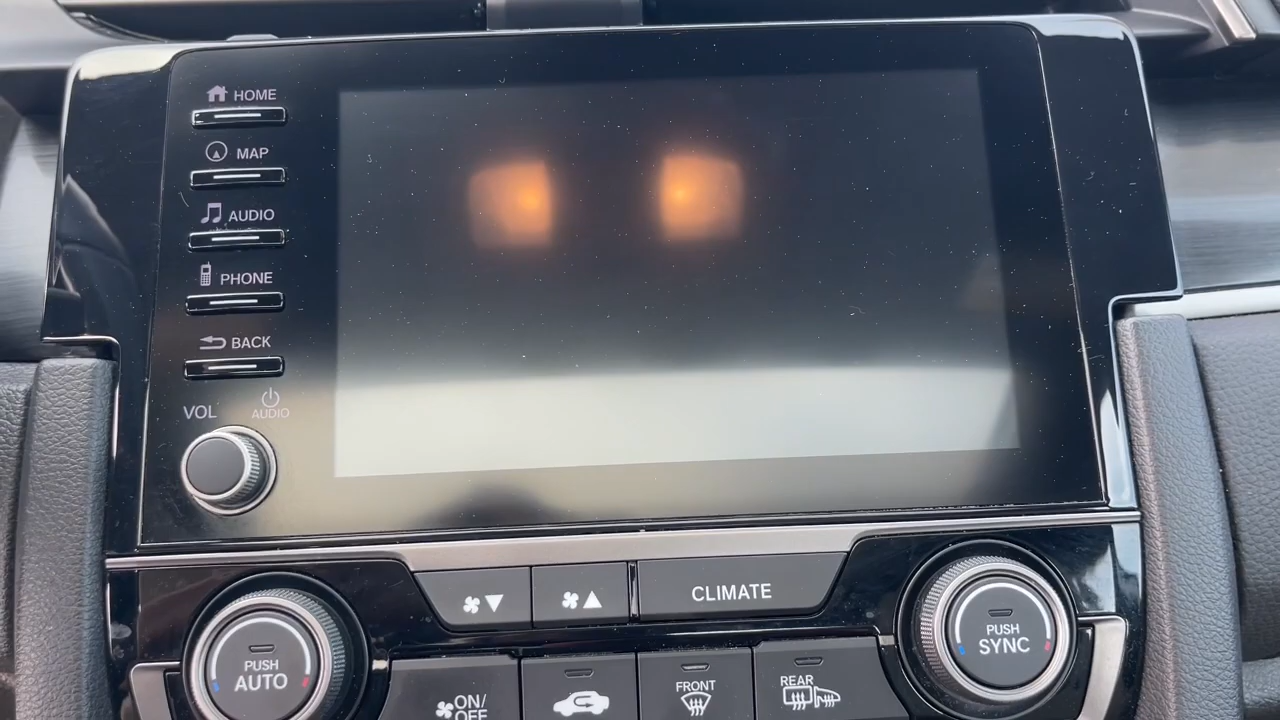 HOME
MAP
AUDIO
PHONE
BACK
VOL
AUDIO
CLIMATE
PUSH
AUTO
PUSH
SYNC
ON/
OFF
FRONT
REAR